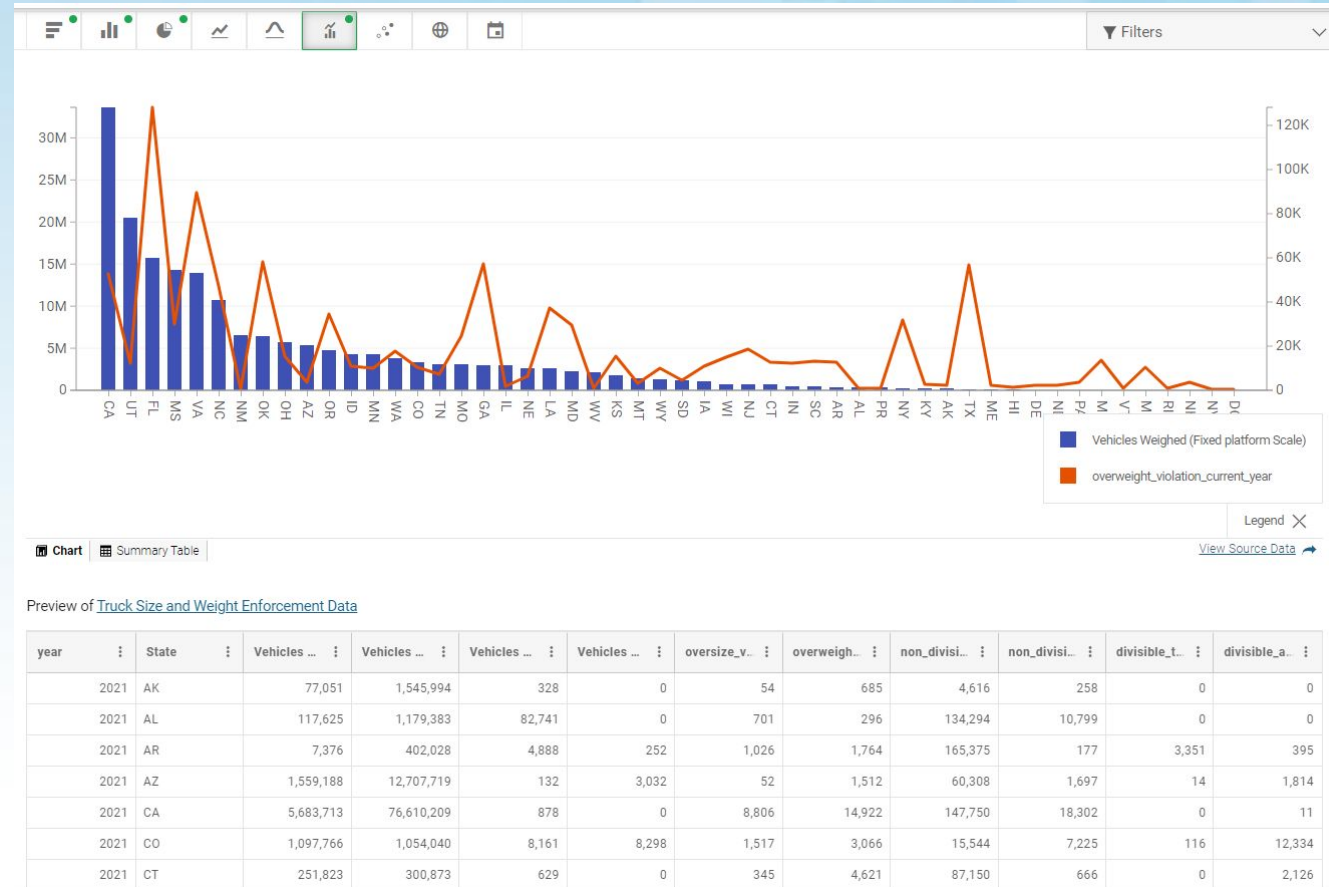 Filters
30M
25M
20M
15M
10M
5M
0
120K
100K
80K
60K
40K
20K
0
CA UT FL MS VA NC NM OK OH AZ OR ID MN WA CO TN MO GA IL NE LA MD WV KS MT WY SD IA WI NJ CT IN SC AR AL PR NY KY AK TX ME HI DE
Vehicles Weighed (Fixed platform Scale)
overweight_violation_current_year
Legend
Chart Summary Table View Source Data
Preview of Truck Size and Weight Enforcement Data
year State Vehicles ... Vehicles ... Vehicles ... Vehicles ... oversize_v... overweigh... non_divisi... non_divisi... divisible_t... divisible_a...
2021 AK 77,051 1,545,994 328 0 54 685 4,616 258 0 0
2021 AL 117,625 1,179,383 82,741 0 701 296 134,294 10,799 0 0
2021 AR 7,376 402,028 4,888 252 1,026 1,764 165,375 177 3,351 395
2021 AZ 1,559,188 12,707,719 132 3,032 52 1,512 60,308 1,697 14 1,814
2021 CA 5,683,713 76,610,209 878 0 8,806 14,922 147,750 18,302 0 11
2021 CO 1,097,766 1,054,040 8,161 8,298 1,517 3,066 15,544 7,225 116 12,334
2021 CT 251,823 300,873 629 0 345 4,621 87,150 666 0 2,126